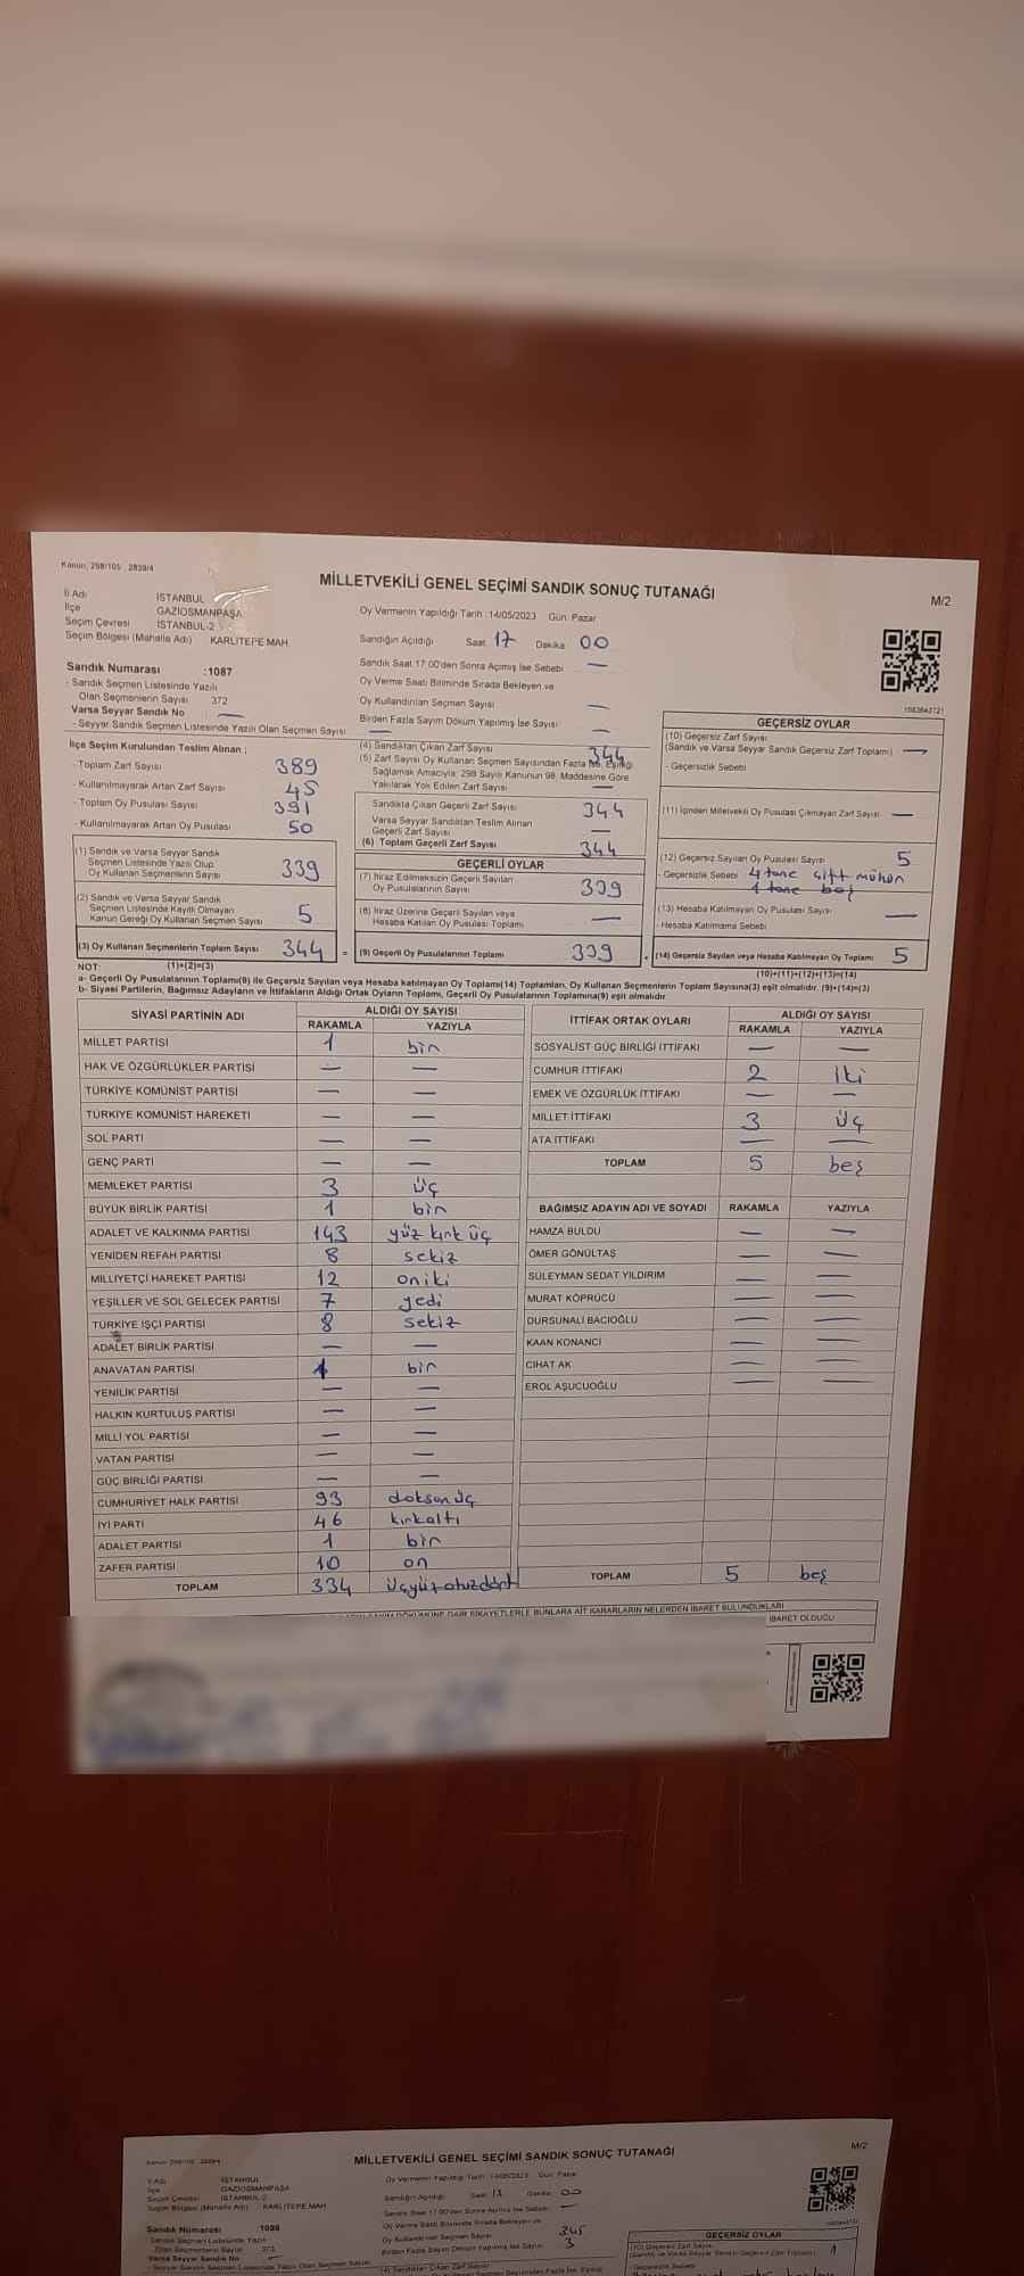 Kanun: 298/105 2839/4
MİLLETVEKİLİ GENEL SEÇİMİ SANDIK SONUÇ TUTANAĞI
M/2
İl Adı İSTANBUL
İlçe GAZİOSMANPAŞA
Seçim Çevresi İSTANBUL-2
Seçim Bölgesi (Mahalle Adı) KARLITEPE MAH.
Oy Vermenin Yapıldığı Tarih :14/05/2023 Gün: Pazar
Sandığın Açıldığı Saat 17 Dakika 00
Sandık Saat 17:00'den Sonra Açılmış İse Sebebi —
Oy Verme Saati Bitiminde Sırada Bekleyen ve
Oy Kullandırılan Seçmen Sayısı —
Birden Fazla Sayım Döküm Yapılmış İse Sayısı —
Sandık Numarası :1087
- Sandık Seçmen Listesinde Yazılı
Olan Seçmenlerin Sayısı 372
Varsa Seyyar Sandık No —
- Seyyar Sandık Seçmen Listesinde Yazılı Olan Seçmen Sayısı —
İlçe Seçim Kurulundan Teslim Alınan ;
- Toplam Zarf Sayısı 389
- Kullanılmayarak Artan Zarf Sayısı 45
- Toplam Oy Pusulası Sayısı 391
- Kullanılmayarak Artan Oy Pusulası 50
(1) Sandık ve Varsa Seyyar Sandık
Seçmen Listesinde Yazılı Olup
Oy Kullanan Seçmenlerin Sayısı 339
(2) Sandık ve Varsa Seyyar Sandık
Seçmen Listesinde Kayıtlı Olmayan
Kanun Gereği Oy Kullanan Seçmen Sayısı 5
(3) Oy Kullanan Seçmenlerin Toplam Sayısı 344 =
(4) Sandıktan Çıkan Zarf Sayısı 344
(5) Zarf Sayısı Oy Kullanan Seçmen Sayısından Fazla İse, Eşitliği
Sağlamak Amacıyla; 298 Sayılı Kanunun 98. Maddesine Göre
Yakılarak Yok Edilen Zarf Sayısı —
Sandıkta Çıkan Geçerli Zarf Sayısı 344
Varsa Seyyar Sandıktan Teslim Alınan
Geçerli Zarf Sayısı —
(6) Toplam Geçerli Zarf Sayısı 344
GEÇERLİ OYLAR
(7) İtiraz Edilmeksizin Geçerli Sayılan
Oy Pusulalarının Sayısı 339
(8) İtiraz Üzerine Geçerli Sayılan veya
Hesaba Katılan Oy Pusulası Toplamı —
(9) Geçerli Oy Pusulalarının Toplamı 339
GEÇERSİZ OYLAR
(10) Geçersiz Zarf Sayısı
(Sandık ve Varsa Seyyar Sandık Geçersiz Zarf Toplamı) —
- Geçersizlik Sebebi
(11) İçinden Milletvekili Oy Pusulası Çıkmayan Zarf Sayısı —
(12) Geçersiz Sayılan Oy Pusulası Sayısı 5
- Geçersizlik Sebebi 4 tane çift mühür
1 tane boş
(13) Hesaba Katılmayan Oy Pusulası Sayısı —
- Hesaba Katılmama Sebebi
(14) Geçersiz Sayılan veya Hesaba Katılmayan Oy Toplamı 5
NOT: (1)+(2)=(3) (10)+(11)+(12)+(13)=(14)
a- Geçerli Oy Pusulalarının Toplamı(9) ile Geçersiz Sayılan veya Hesaba katılmayan Oy Toplamı(14) Toplamları, Oy Kullanan Seçmenlerin Toplam Sayısına(3) eşit olmalıdır. (9)+(14)=(3)
b- Siyasi Partilerin, Bağımsız Adayların ve İttifakların Aldığı Ortak Oyların Toplamı, Geçerli Oy Pusulalarının Toplamına(9) eşit olmalıdır
SİYASİ PARTİNİN ADI ALDIĞI OY SAYISI
RAKAMLA YAZIYLA
MİLLET PARTİSİ 1 bir
HAK VE ÖZGÜRLÜKLER PARTİSİ — —
TÜRKİYE KOMÜNİST PARTİSİ — —
TÜRKİYE KOMÜNİST HAREKETİ — —
SOL PARTİ — —
GENÇ PARTİ — —
MEMLEKET PARTİSİ 3 üç
BÜYÜK BİRLİK PARTİSİ 1 bir
ADALET VE KALKINMA PARTİSİ 143 yüz kırk üç
YENİDEN REFAH PARTİSİ 8 sekiz
MİLLİYETÇİ HAREKET PARTİSİ 12 oniki
YEŞİLLER VE SOL GELECEK PARTİSİ 7 yedi
TÜRKİYE İŞÇİ PARTİSİ 8 sekiz
ADALET BİRLİK PARTİSİ — —
ANAVATAN PARTİSİ 1 bir
YENİLİK PARTİSİ — —
HALKIN KURTULUŞ PARTİSİ — —
MİLLİ YOL PARTİSİ — —
VATAN PARTİSİ — —
GÜÇ BİRLİĞİ PARTİSİ — —
CUMHURİYET HALK PARTİSİ 93 doksan üç
İYİ PARTİ 46 kırkaltı
ADALET PARTİSİ 1 bir
ZAFER PARTİSİ 10 on
TOPLAM 334 üçyüzotuzdört
İTTİFAK ORTAK OYLARI ALDIĞI OY SAYISI
RAKAMLA YAZIYLA
SOSYALİST GÜÇ BİRLİĞİ İTTİFAKI — —
CUMHUR İTTİFAKI 2 iki
EMEK VE ÖZGÜRLÜK İTTİFAKI — —
MİLLET İTTİFAKI 3 üç
ATA İTTİFAKI — —
TOPLAM 5 beş
BAĞIMSIZ ADAYIN ADI VE SOYADI RAKAMLA YAZIYLA
HAMZA BULDU — —
ÖMER GÖNÜLTAŞ — —
SÜLEYMAN SEDAT YILDIRIM — —
MURAT KÖPRÜCÜ — —
DURSUNALİ BACIOĞLU — —
KAAN KONANCI — —
CİHAT AK — —
EROL AŞUCUOĞLU — —
TOPLAM 5 beş
ŞİKAYETLERLE BUNLARA AİT KARARLARIN NELERDEN İBARET BULUNDUKLARI
İBARET OLDUĞU
MİLLETVEKİLİ GENEL SEÇİMİ SANDIK SONUÇ TUTANAĞI
M/2
İl Adı İSTANBUL
İlçe GAZİOSMANPAŞA
Seçim Çevresi İSTANBUL-2
Seçim Bölgesi (Mahalle Adı) KARLITEPE MAH.
Oy Vermenin Yapıldığı Tarih :14/05/2023 Gün: Pazar
Sandık Numarası
Varsa Seyyar Sandık No
Oy Kullandırılan Seçmen Sayısı 345
Birden Fazla Sayım Döküm Yapılmış İse Sayısı 3
GEÇERSİZ OYLAR
(10) Geçersiz Zarf Sayısı
1